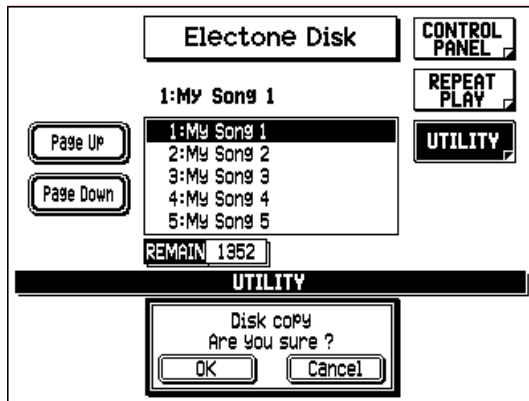 Electone Disk
CONTROL
PANEL
REPEAT
PLAY
UTILITY
1:My Song 1
Page Up
Page Down
1:My Song 1
2:My Song 2
3:My Song 3
4:My Song 4
5:My Song 5
REMAIN 1352
UTILITY
Disk copy
Are you sure ?
OK Cancel